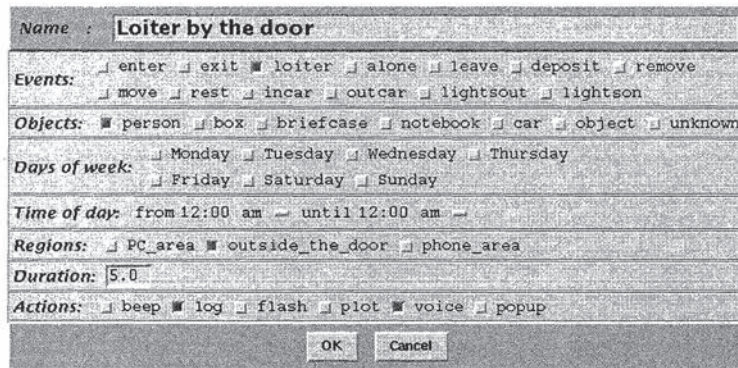 Name : Loiter by the door
Events: enter exit loiter alone leave deposit remove
move rest incar outcar lightsout lightson
Objects: person box briefcase notebook car object unknown
Days of week: Monday Tuesday Wednesday Thursday
Friday Saturday Sunday
Time of day: from 12:00 am until 12:00 am
Regions: PC_area outside_the_door phone_area
Duration: 5.0
Actions: beep log flash plot voice popup
OK Cancel